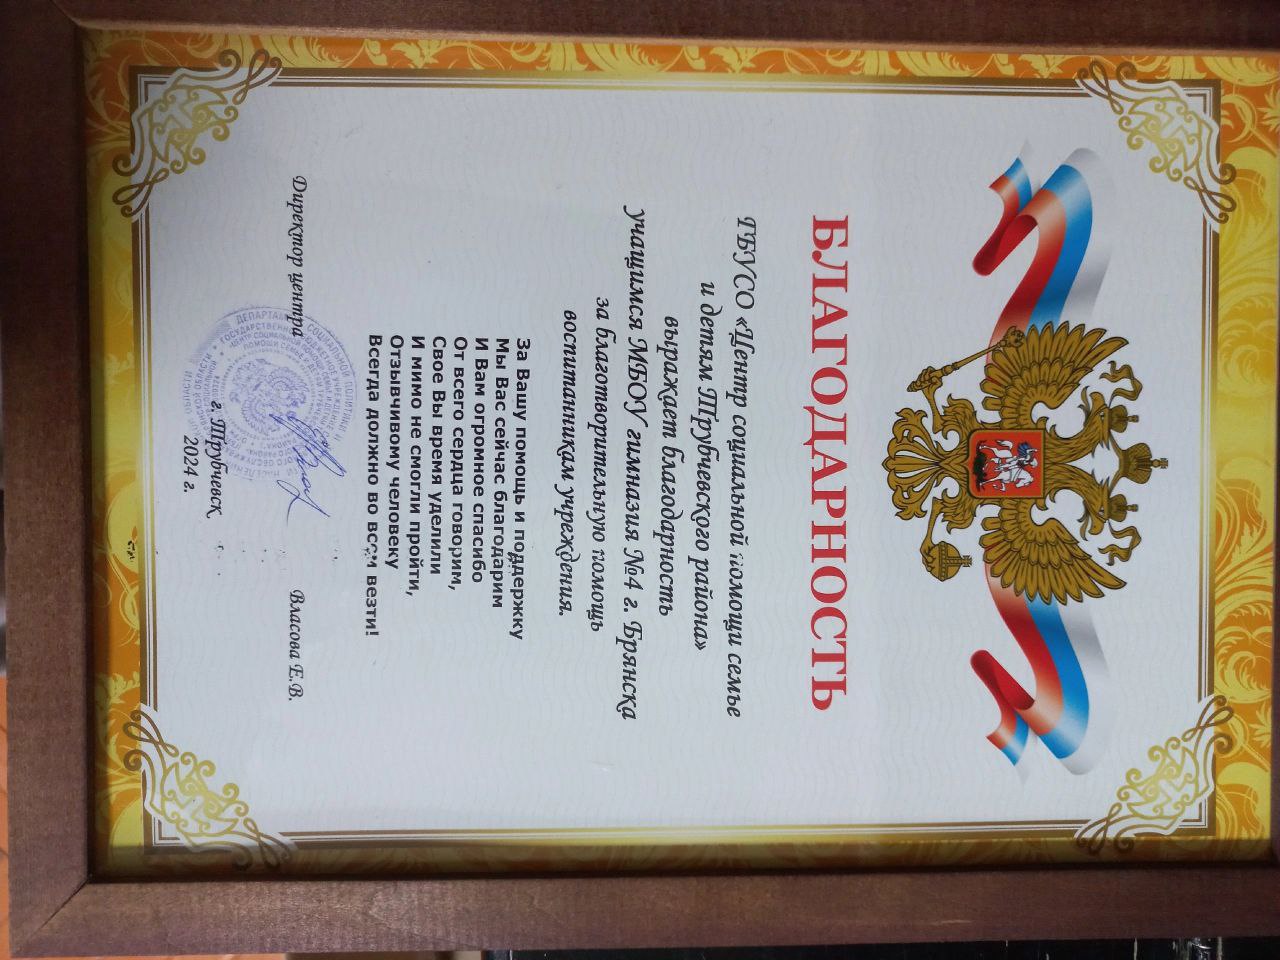 БЛАГОДАРНОСТЬ
ГБУСО «Центр социальной помощи семье
и детям Трубчевского района»
выражает благодарность
учащимся МБОУ гимназия №4 г. Брянска
за благотворительную помощь
воспитанникам учреждения.
За Вашу помощь и поддержку
Мы Вас сейчас благодарим
И Вам огромное спасибо
От всего сердца говорим,
Свое Вы время уделили
И мимо не смогли пройти,
Отзывчивому человеку
Всегда должно во всем везти!
Директор центра Власова Е.В.
г. Трубчевск
2024 г.